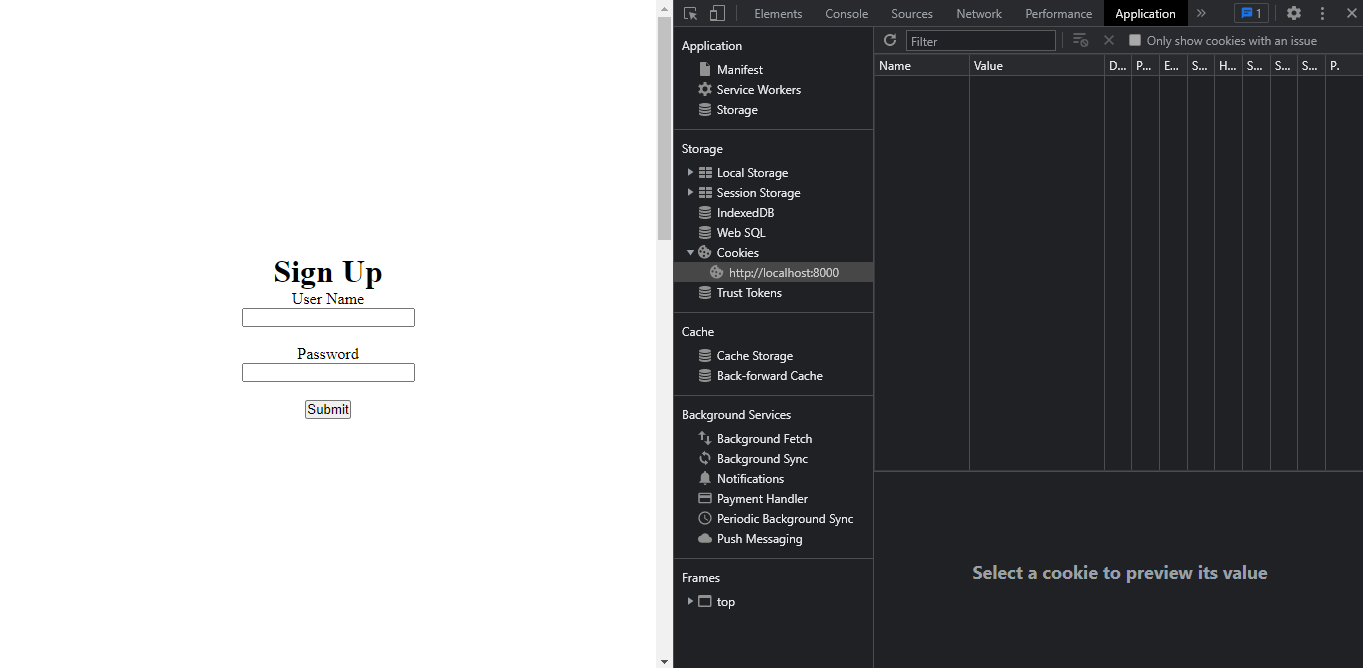 Sign Up
User Name
Password
Submit
Elements Console Sources Network Performance Application » 1
Application
Manifest
Service Workers
Storage
Storage
Local Storage
Session Storage
IndexedDB
Web SQL
Cookies
http://localhost:8000
Trust Tokens
Cache
Cache Storage
Back-forward Cache
Background Services
Background Fetch
Background Sync
Notifications
Payment Handler
Periodic Background Sync
Push Messaging
Frames
top
Filter Only show cookies with an issue
Name Value D... P... E... S... H... S... S... S... P.
Select a cookie to preview its value